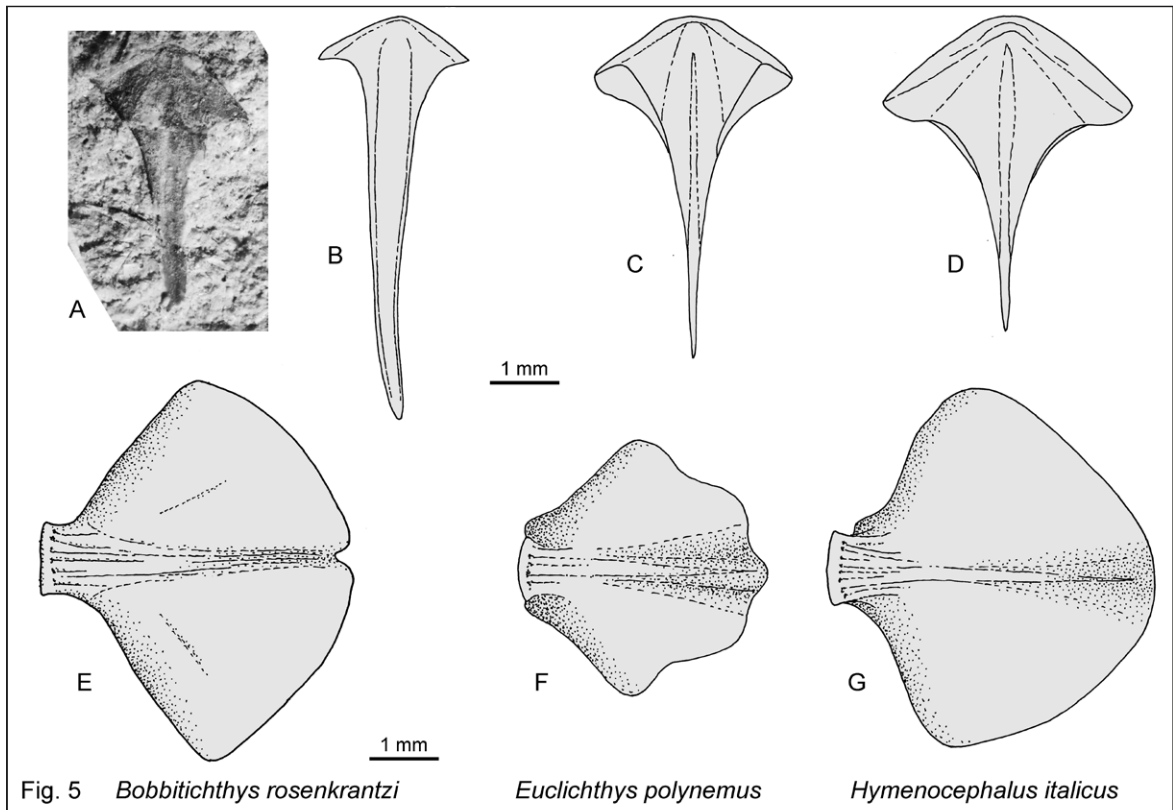 A
B
C
D
1 mm
E
F
G
1 mm
Fig. 5 Bobbitichthys rosenkrantzi Euclichthys polynemus Hymenocephalus italicus